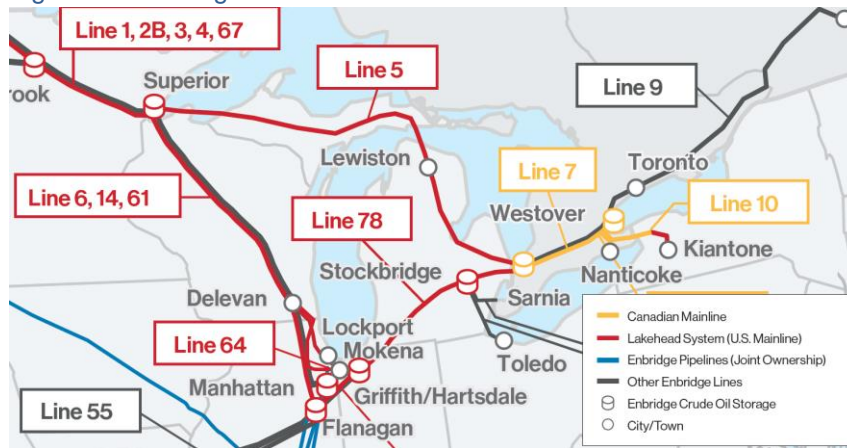 Line 1, 2B, 3, 4, 67
rook
Superior
Line 5
Line 9
Lewiston
Toronto
Line 7
Line 6, 14, 61
Line 78
Westover
Line 10
Kiantone
Stockbridge
Nanticoke
Sarnia
Delevan
Lockport
Toledo
Mokena
Line 64
Manhattan
Griffith/Hartsdale
Line 55
Flanagan
Canadian Mainline
Lakehead System (U.S. Mainline)
Enbridge Pipelines (Joint Ownership)
Other Enbridge Lines
Enbridge Crude Oil Storage
City/Town